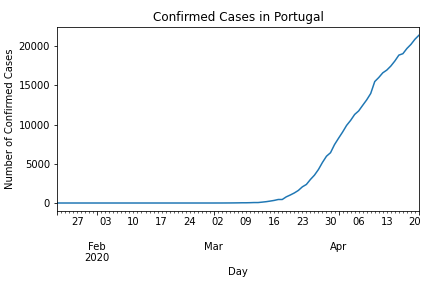 Confirmed Cases in Portugal
Number of Confirmed Cases
20000
15000
10000
5000
0
27 03 10 17 24 02 09 16 23 30 06 13 20
Feb Mar Apr
2020
Day